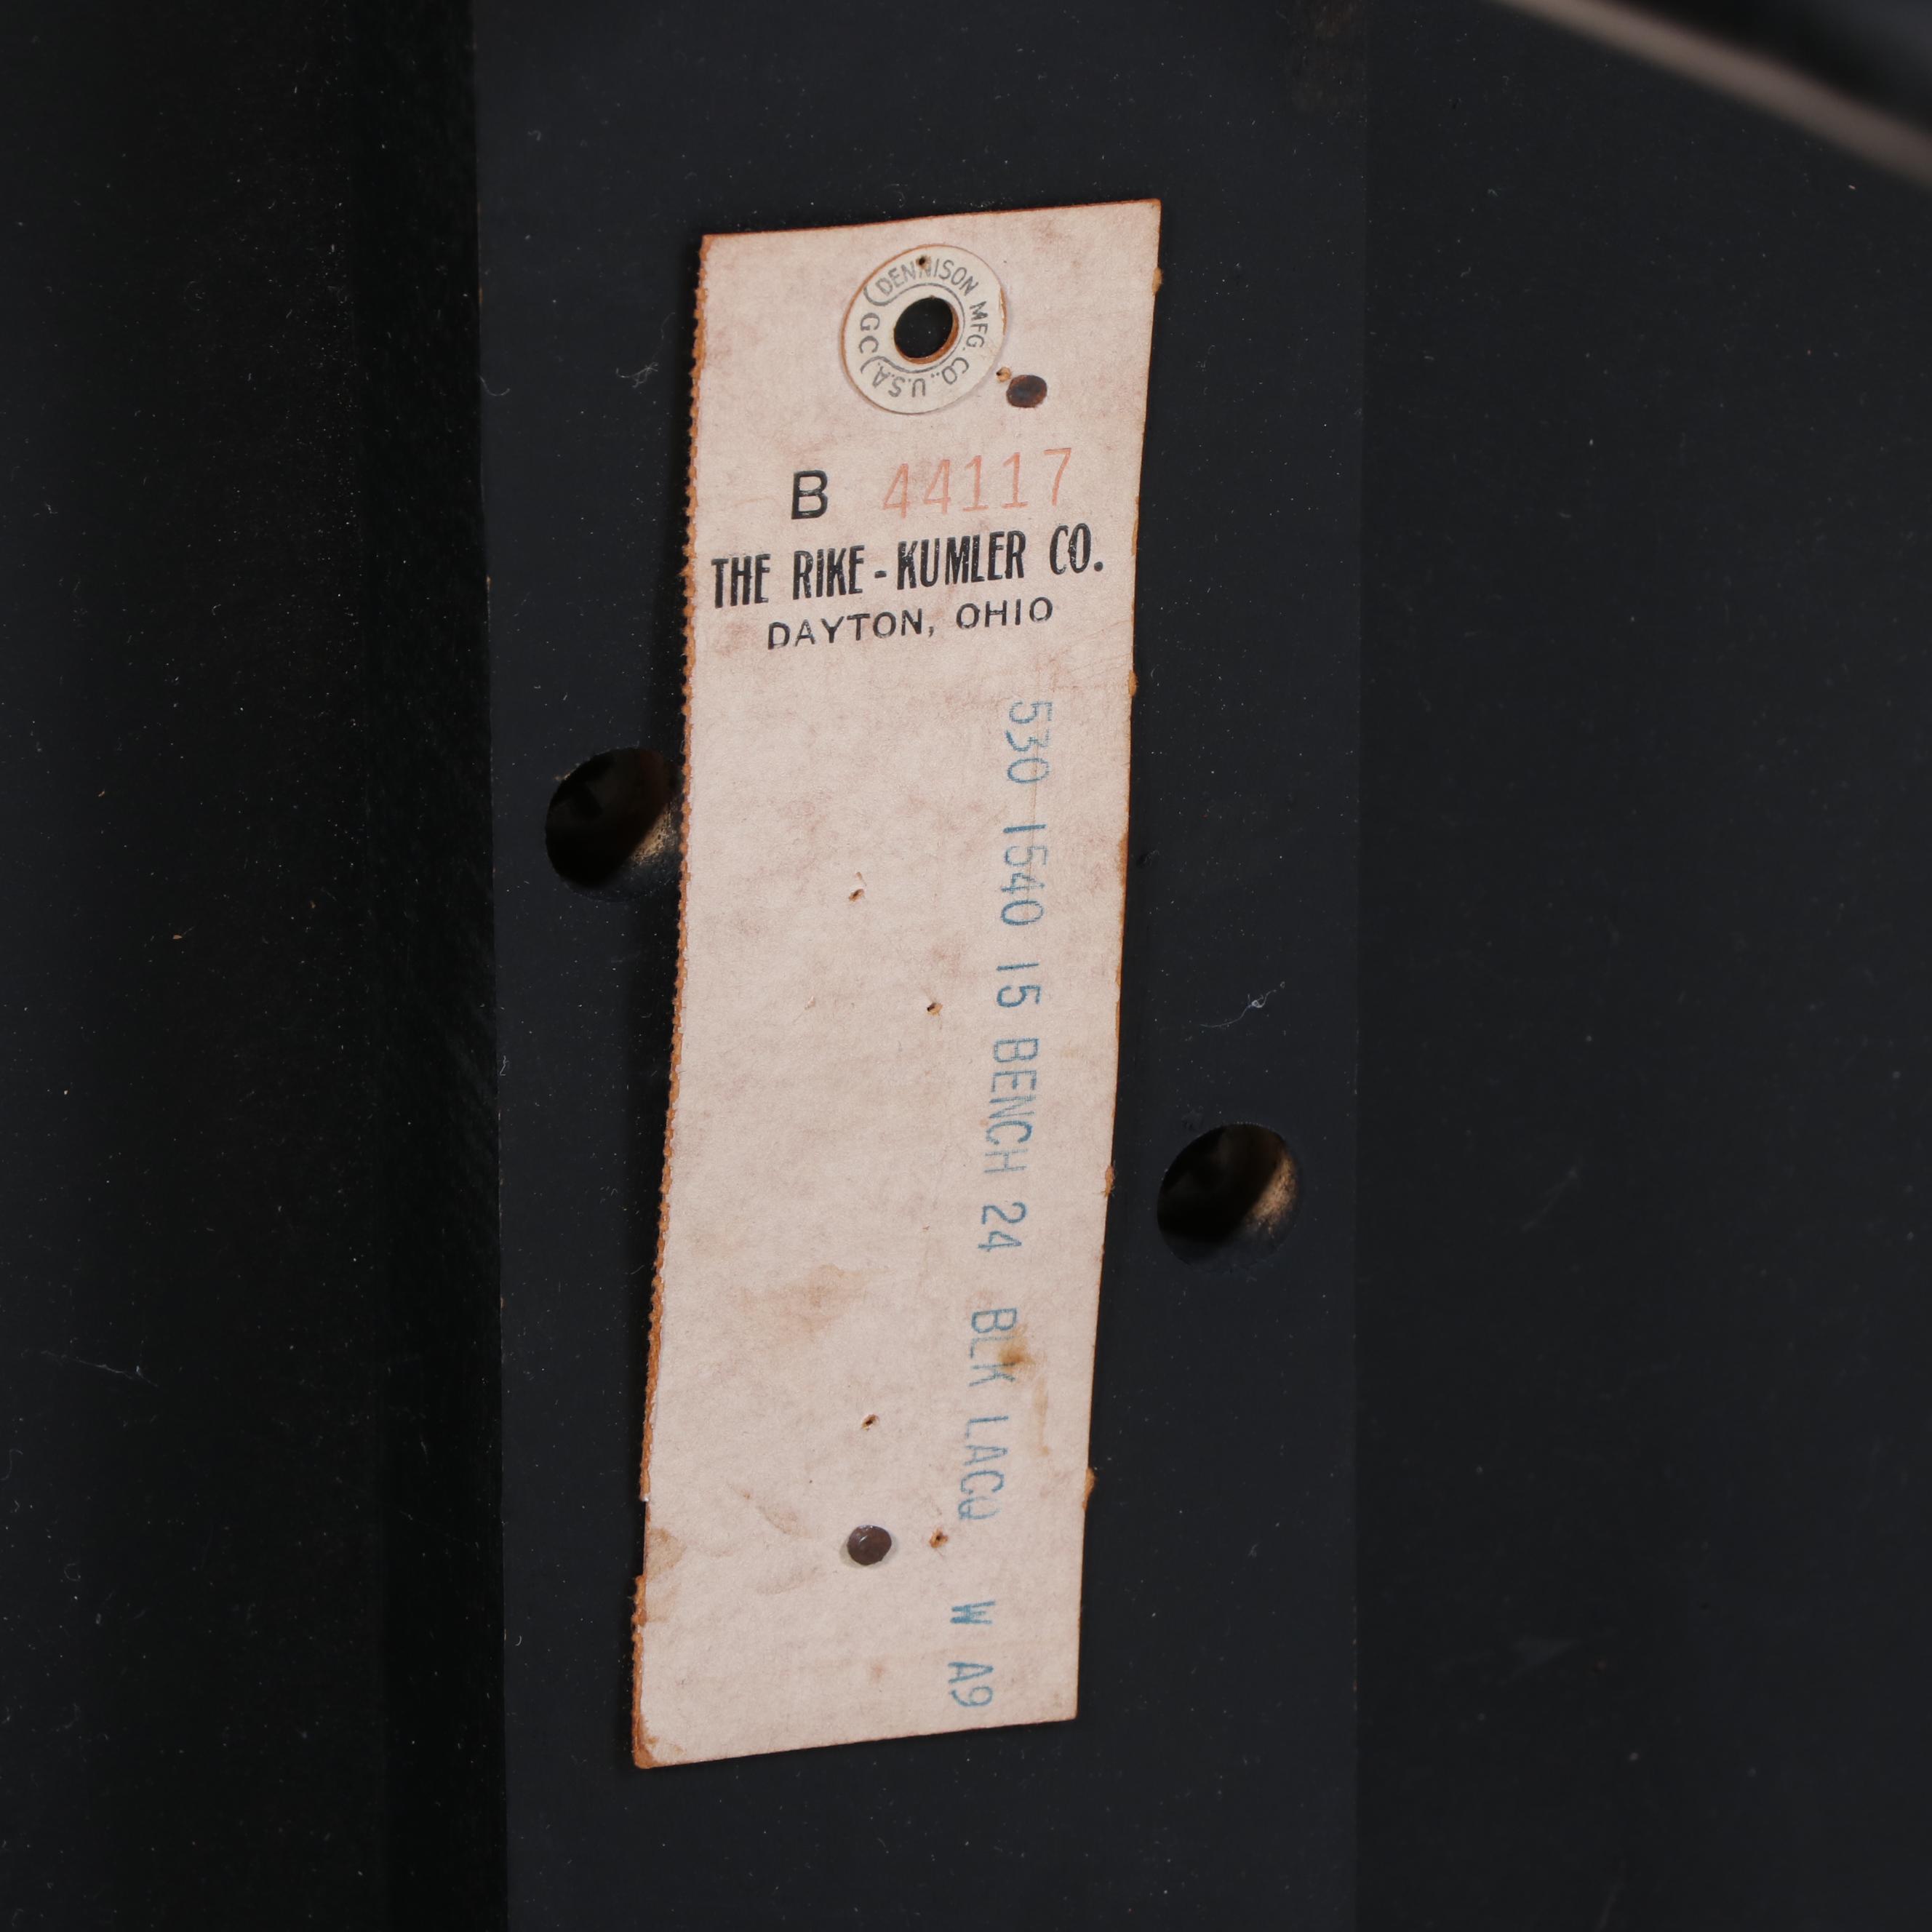 DENNISON MFG. CO., U.S.A.
GC
B 44117
THE RIKE-KUMLER CO.
DAYTON, OHIO
530 1540 15 BENCH 24 BLK LACQ W A9